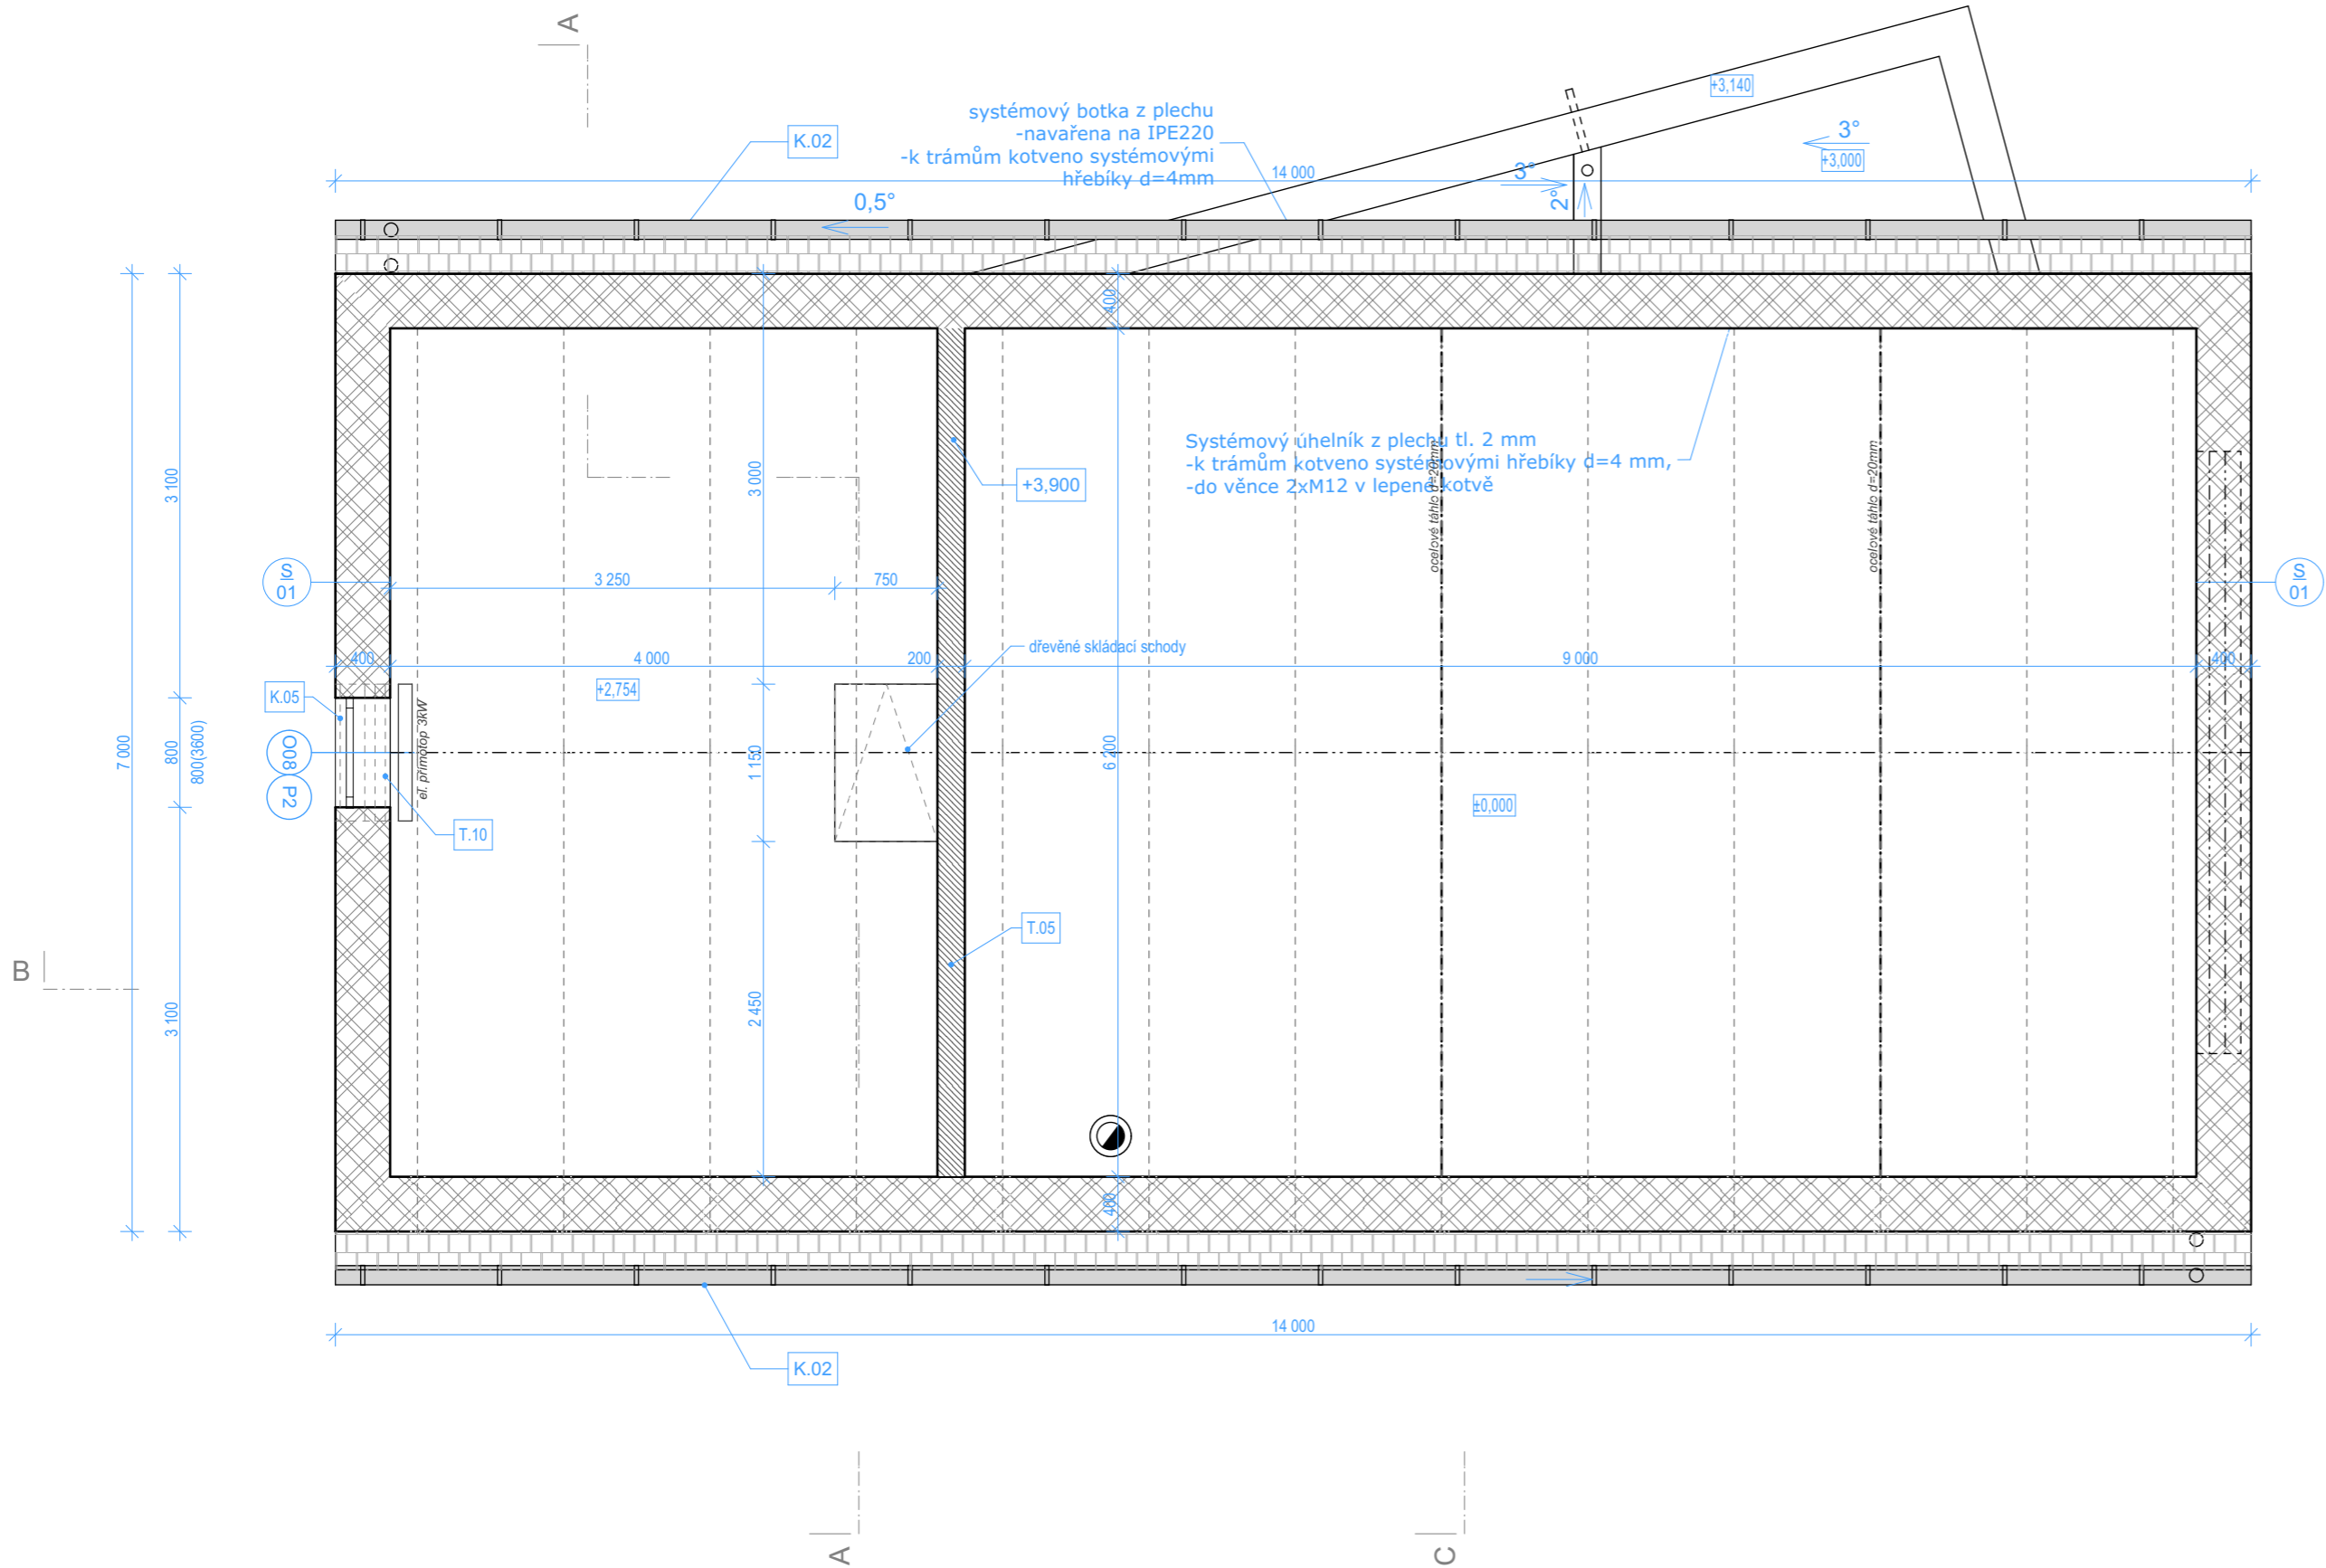 A
+3,140
systémový botka z plechu
-navařena na IPE220
-k trámům kotveno systémovými
hřebíky d=4mm
K.02
3°
+3,000
14 000
3°
2°
0,5°
400
3 100
3 000
Systémový úhelník z plechu tl. 2 mm
-k trámům kotveno systémovými hřebíky d=4 mm,
-do věnce 2xM12 v lepené kotvě
ocelové táhlo d=20mm
ocelové táhlo d=20mm
+3,900
S
01
3 250
750
S
01
dřevěné skládací schody
400
4 000
200
9 000
400
+2,754
K.05
el. přímotop 3kW
7 000
800
800(3600)
O08
P2
1 150
6 200
±0,000
T.10
T.05
B
3 100
2 450
400
14 000
K.02
A
C